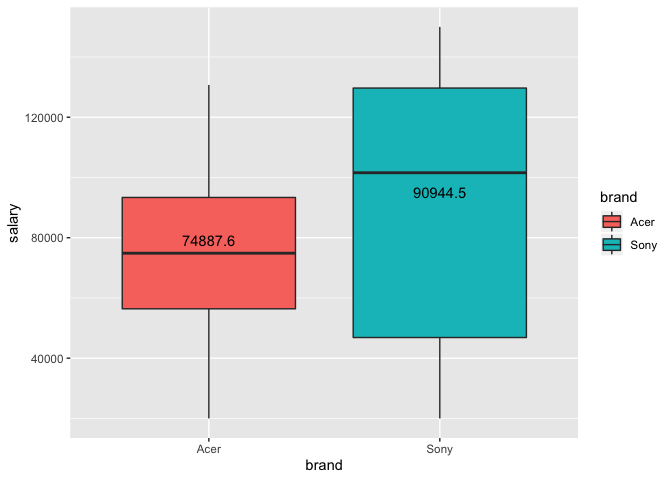 120000
80000
40000
salary
74887.6
90944.5
Acer
Sony
brand
brand
Acer
Sony